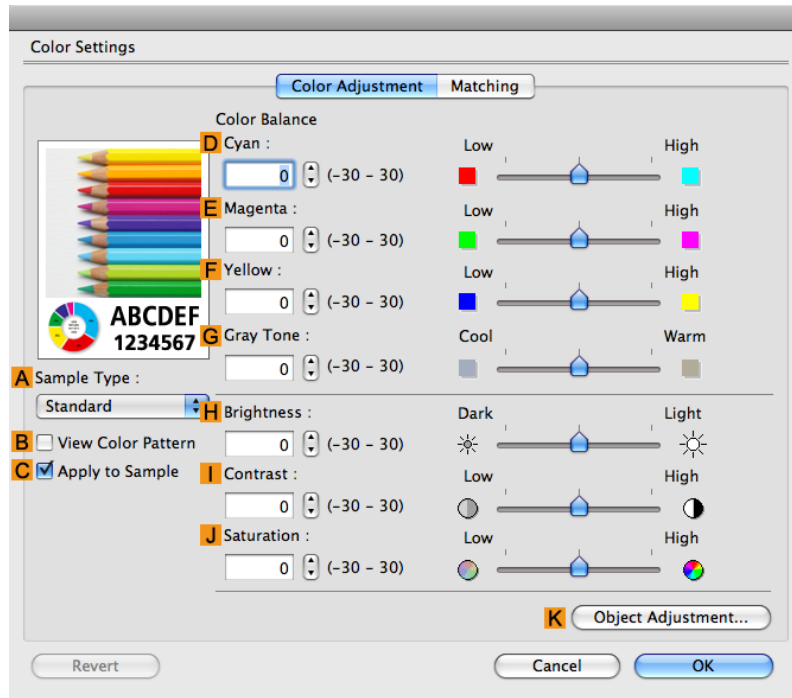 Color Settings
Color Adjustment Matching
Color Balance
D Cyan : Low High
0 (-30 – 30)
E Magenta : Low High
0 (-30 – 30)
F Yellow : Low High
0 (-30 – 30)
ABCDEF
1234567
G Gray Tone : Cool Warm
0 (-30 – 30)
A Sample Type :
Standard
H Brightness : Dark Light
B View Color Pattern
0 (-30 – 30)
C Apply to Sample
I Contrast : Low High
0 (-30 – 30)
J Saturation : Low High
0 (-30 – 30)
K Object Adjustment...
Revert Cancel OK